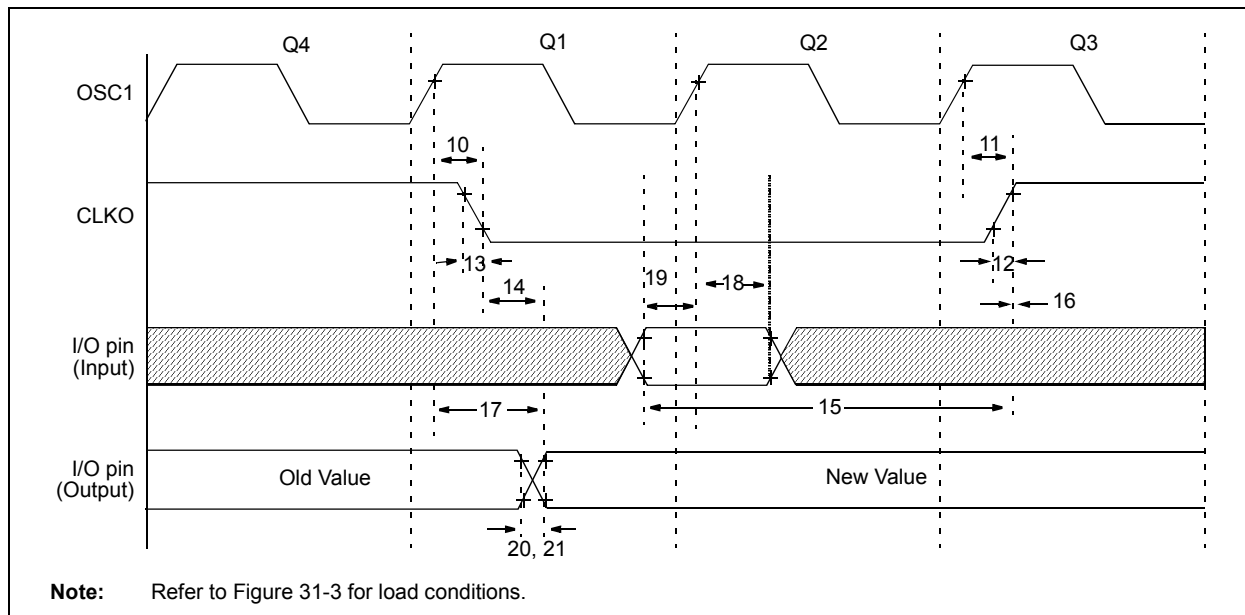 Q4 Q1 Q2 Q3
OSC1
10 11
CLKO
13 12
14 19 18 16
I/O pin
(Input)
17 15
I/O pin
(Output)
Old Value New Value
20, 21
Note: Refer to Figure 31-3 for load conditions.